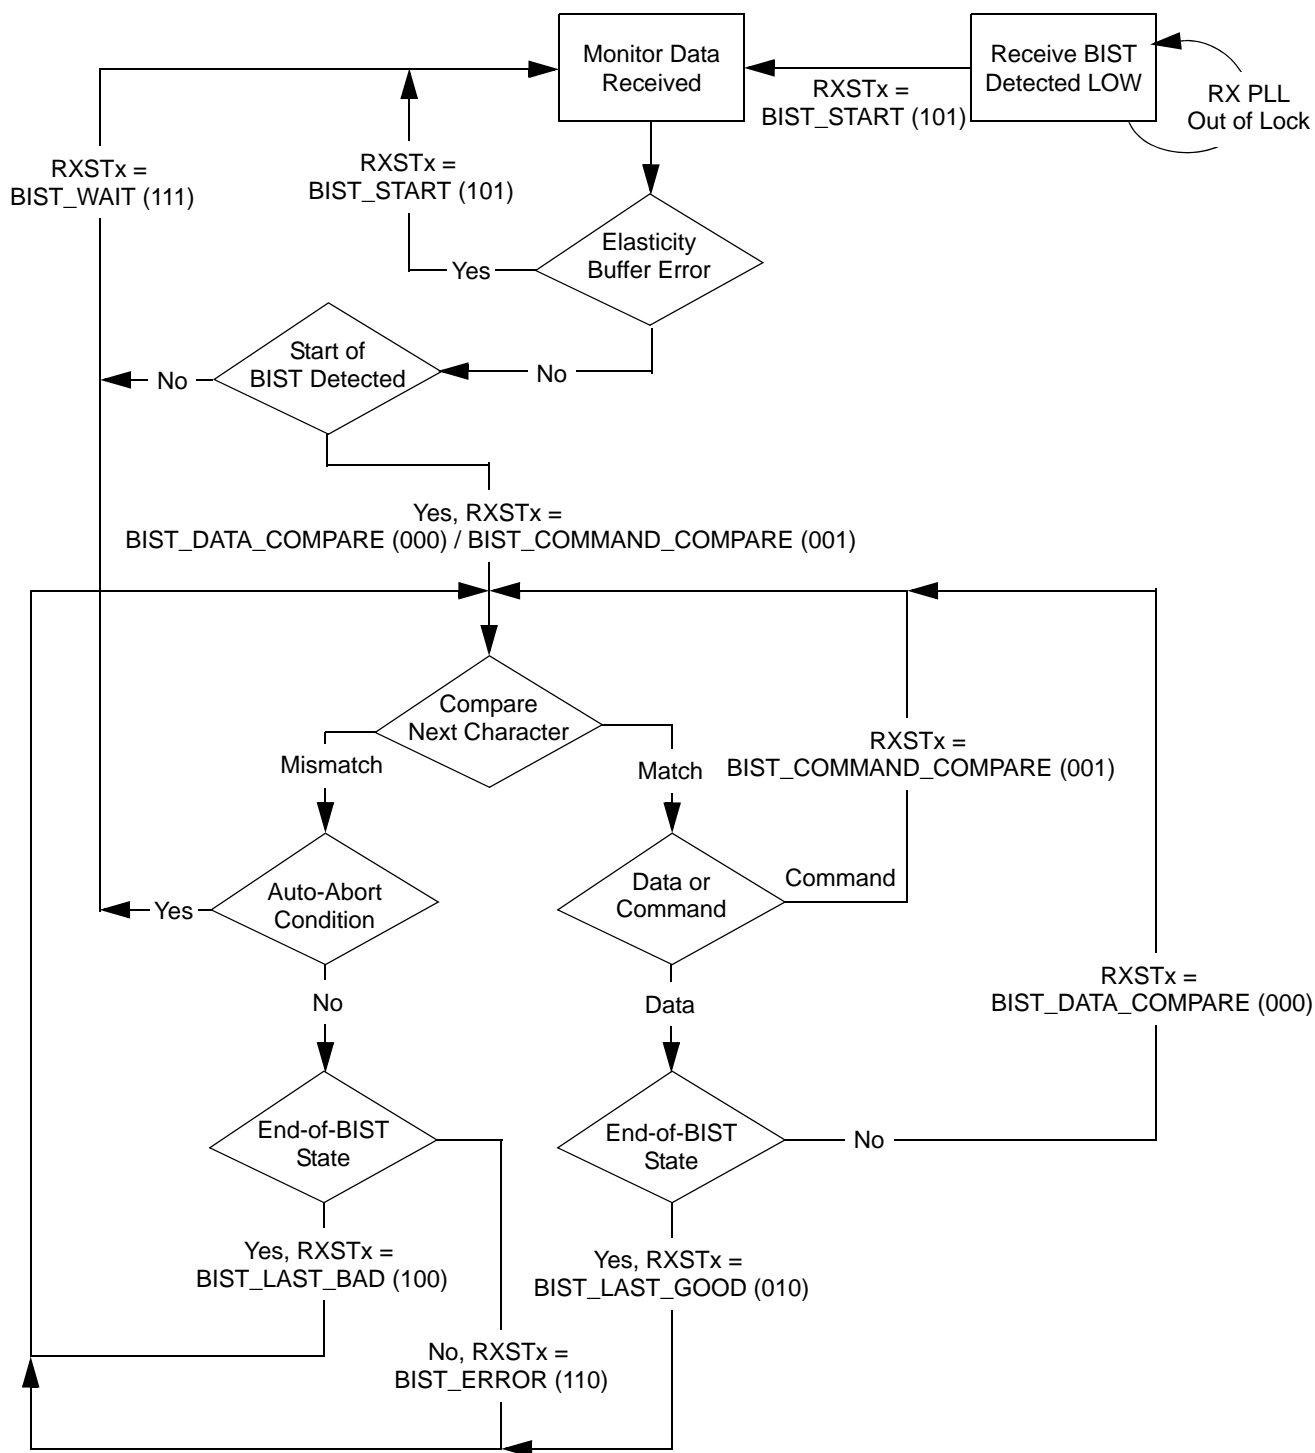 Monitor Data
Received
Receive BIST
Detected LOW
RX PLL
Out of Lock
RXSTx =
BIST_START (101)
RXSTx =
BIST_WAIT (111)
RXSTx =
BIST_START (101)
Elasticity
Buffer Error
Yes
Start of
BIST Detected
No
No
Yes, RXSTx =
BIST_DATA_COMPARE (000) / BIST_COMMAND_COMPARE (001)
Compare
Next Character
Mismatch
Match
RXSTx =
BIST_COMMAND_COMPARE (001)
Auto-Abort
Condition
Yes
Data or
Command
Command
No
Data
RXSTx =
BIST_DATA_COMPARE (000)
End-of-BIST
State
End-of-BIST
State
No
Yes, RXSTx =
BIST_LAST_BAD (100)
Yes, RXSTx =
BIST_LAST_GOOD (010)
No, RXSTx =
BIST_ERROR (110)